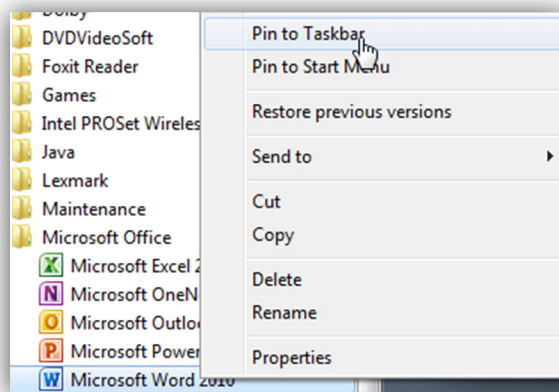 Dolby
DVDVideoSoft
Foxit Reader
Games
Intel PROSet Wireles
Java
Lexmark
Maintenance
Microsoft Office
Microsoft Excel 2
Microsoft OneN
Microsoft Outlo
Microsoft Power
Microsoft Word 2010
Pin to Taskbar
Pin to Start Menu
Restore previous versions
Send to
Cut
Copy
Delete
Rename
Properties